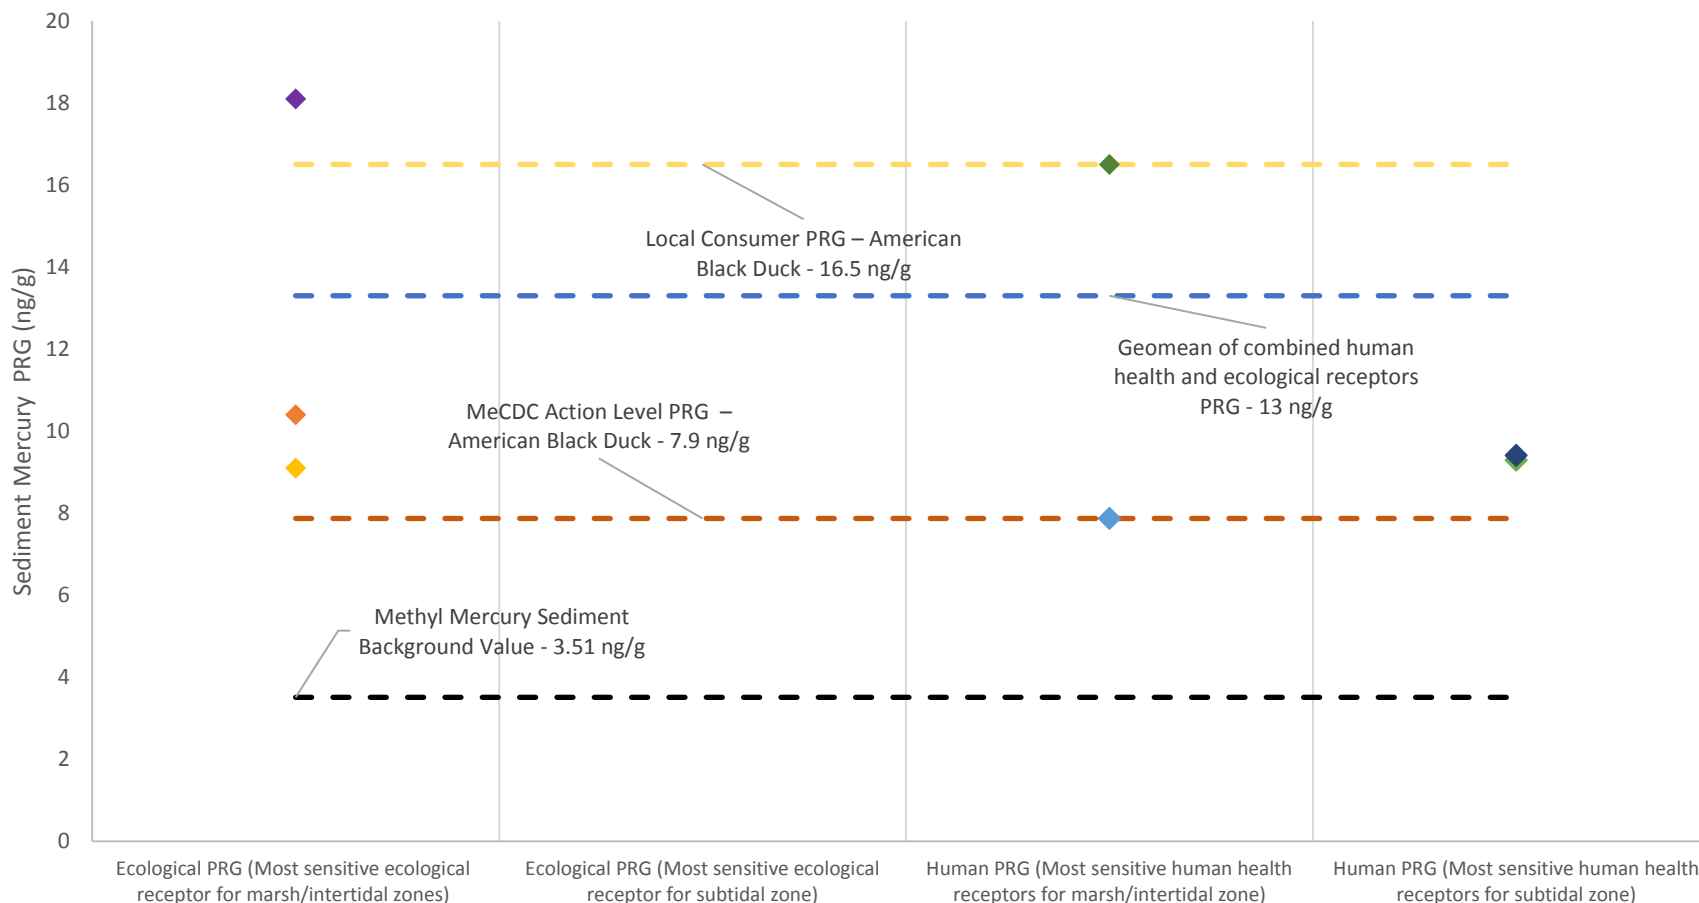 20
18
16
14
12
10
8
6
4
2
0
Sediment Mercury PRG (ng/g)
Local Consumer PRG – American
Black Duck - 16.5 ng/g
Geomean of combined human
health and ecological receptors
PRG - 13 ng/g
MeCDC Action Level PRG –
American Black Duck - 7.9 ng/g
Methyl Mercury Sediment
Background Value - 3.51 ng/g
Ecological PRG (Most sensitive ecological
receptor for marsh/intertidal zones)
Ecological PRG (Most sensitive ecological
receptor for subtidal zone)
Human PRG (Most sensitive human health
receptors for marsh/intertidal zone)
Human PRG (Most sensitive human health
receptors for subtidal zone)